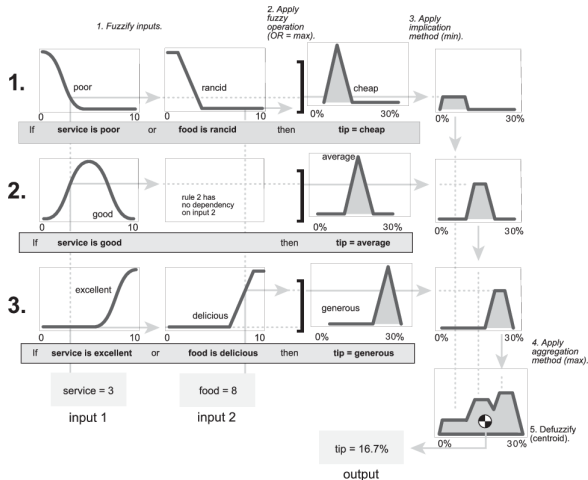 1. Fuzzify inputs.
2. Apply
fuzzy
operation
(OR = max).
3. Apply
implication
method (min).
1.
poor
rancid
cheap
0 10 0 10 0% 30% 0% 30%
If service is poor or food is rancid then tip = cheap
2.
good
rule 2 has
no dependency
on input 2
average
0 10 0% 30% 0% 30%
If service is good then tip = average
3.
excellent
delicious
generous
0 10 0 10 0% 30% 0% 30%
If service is excellent or food is delicious then tip = generous
4. Apply
aggregation
method (max).
service = 3
food = 8
input 1
input 2
0% 30%
5. Defuzzify
(centroid).
tip = 16.7%
output